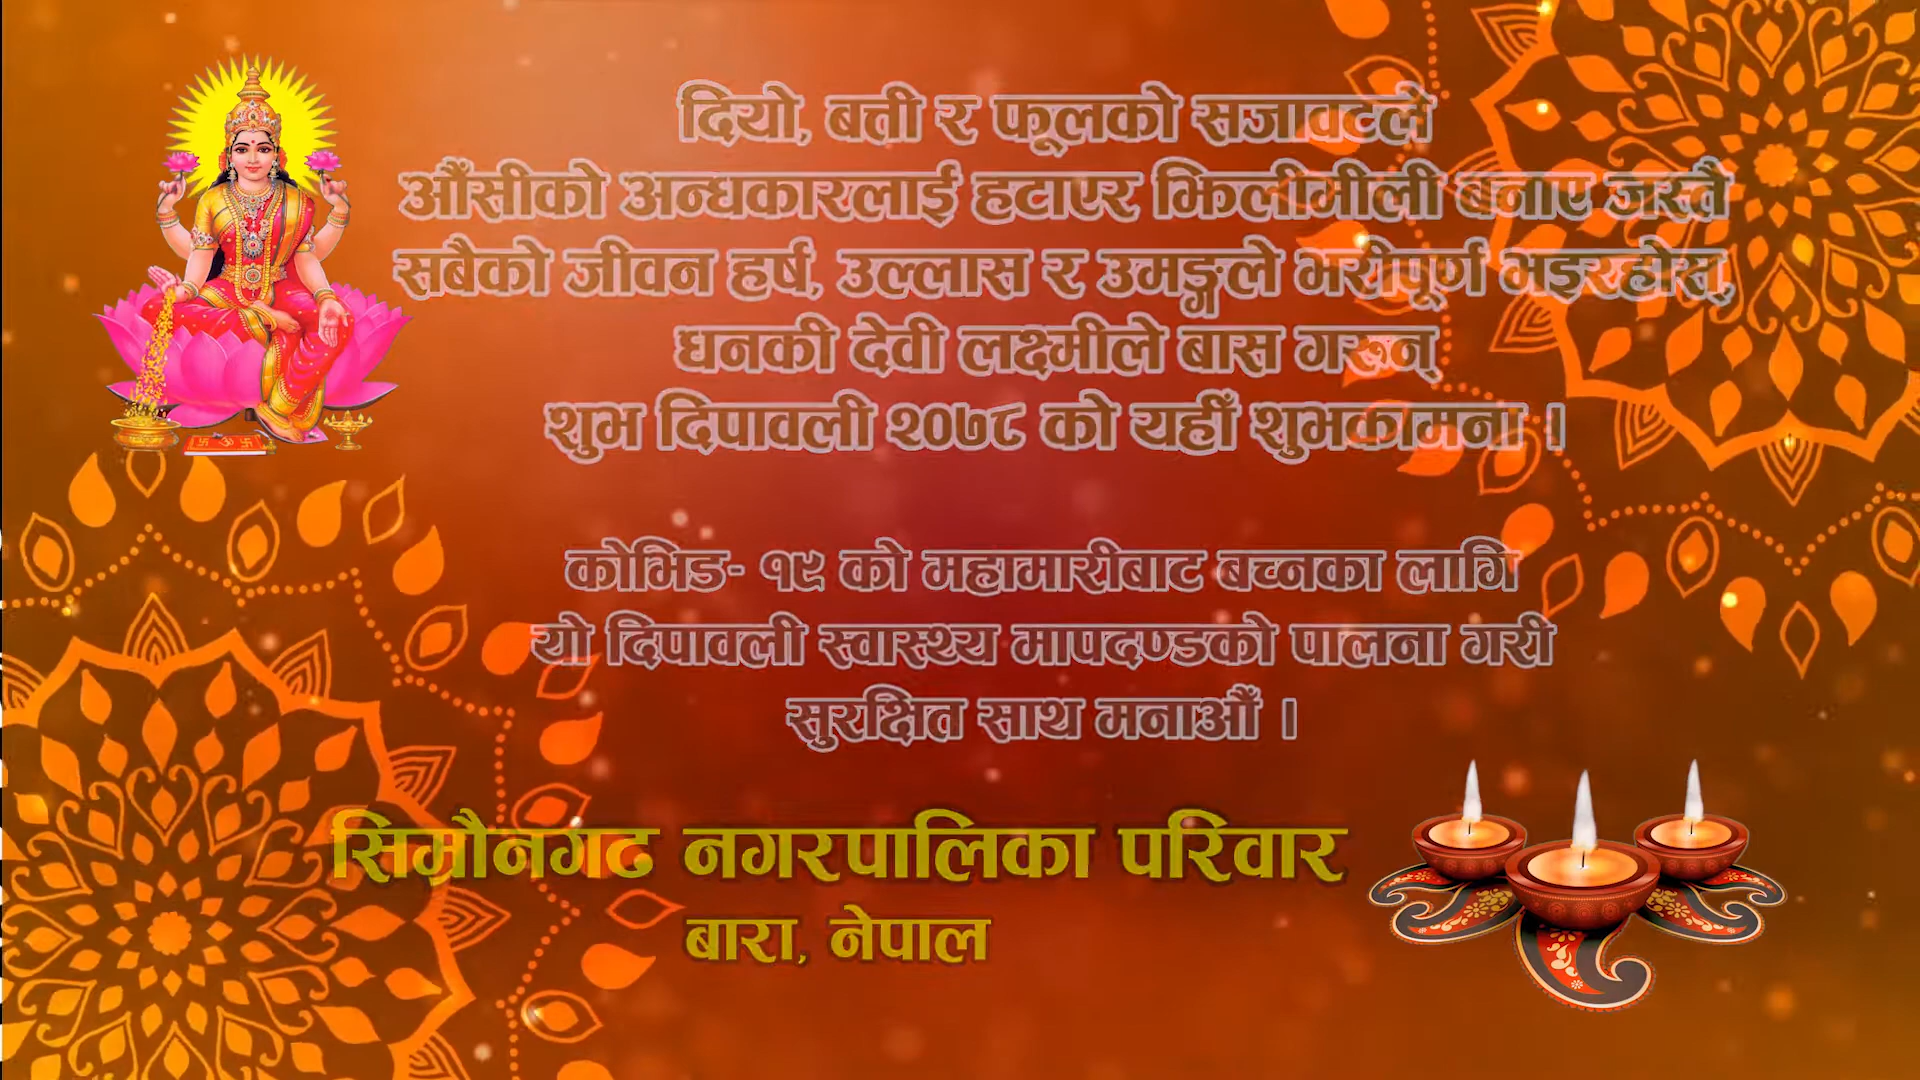 दियो, बत्ती र फूलको सजावटले
औंसीको अन्धकारलाई हटाएर झिलीमीली बनाए जस्तै
सबैको जीवन हर्ष, उल्लास र उमङ्गले भरीपूर्ण भइरहोस्,
धनकी देवी लक्ष्मीले बास गरून्
शुभ दिपावली २०७८ को यहीँ शुभकामना ।
कोभिड- १९ को महामारीबाट बच्नका लागि
यो दिपावली स्वास्थ्य मापदण्डको पालना गरी
सुरक्षित साथ मनाऔँ ।
सिम्रौनगढ नगरपालिका परिवार
बारा, नेपाल